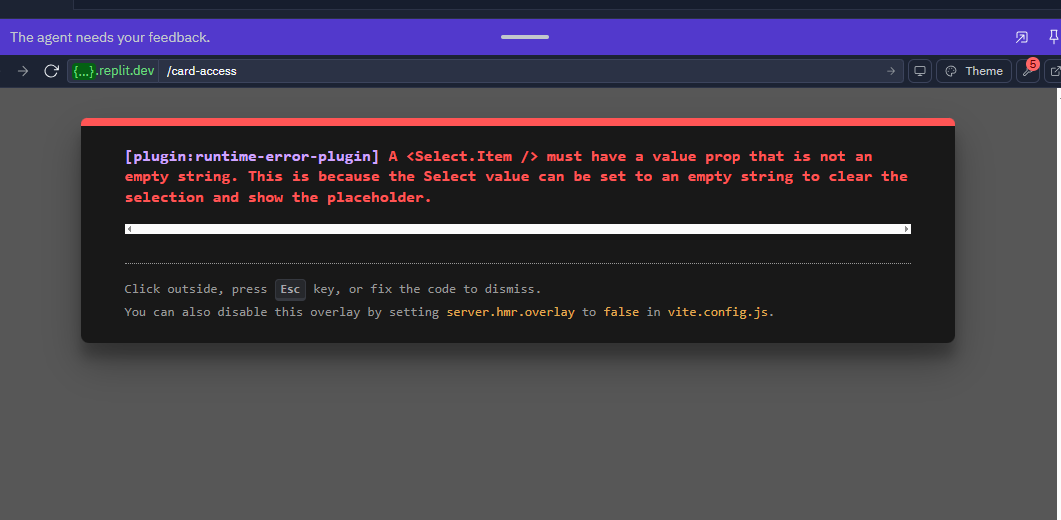 The agent needs your feedback.
{...}.replit.dev /card-access Theme 5
[plugin:runtime-error-plugin] A <Select.Item /> must have a value prop that is not an
empty string. This is because the Select value can be set to an empty string to clear the
selection and show the placeholder.
Click outside, press Esc key, or fix the code to dismiss.
You can also disable this overlay by setting server.hmr.overlay to false in vite.config.js.